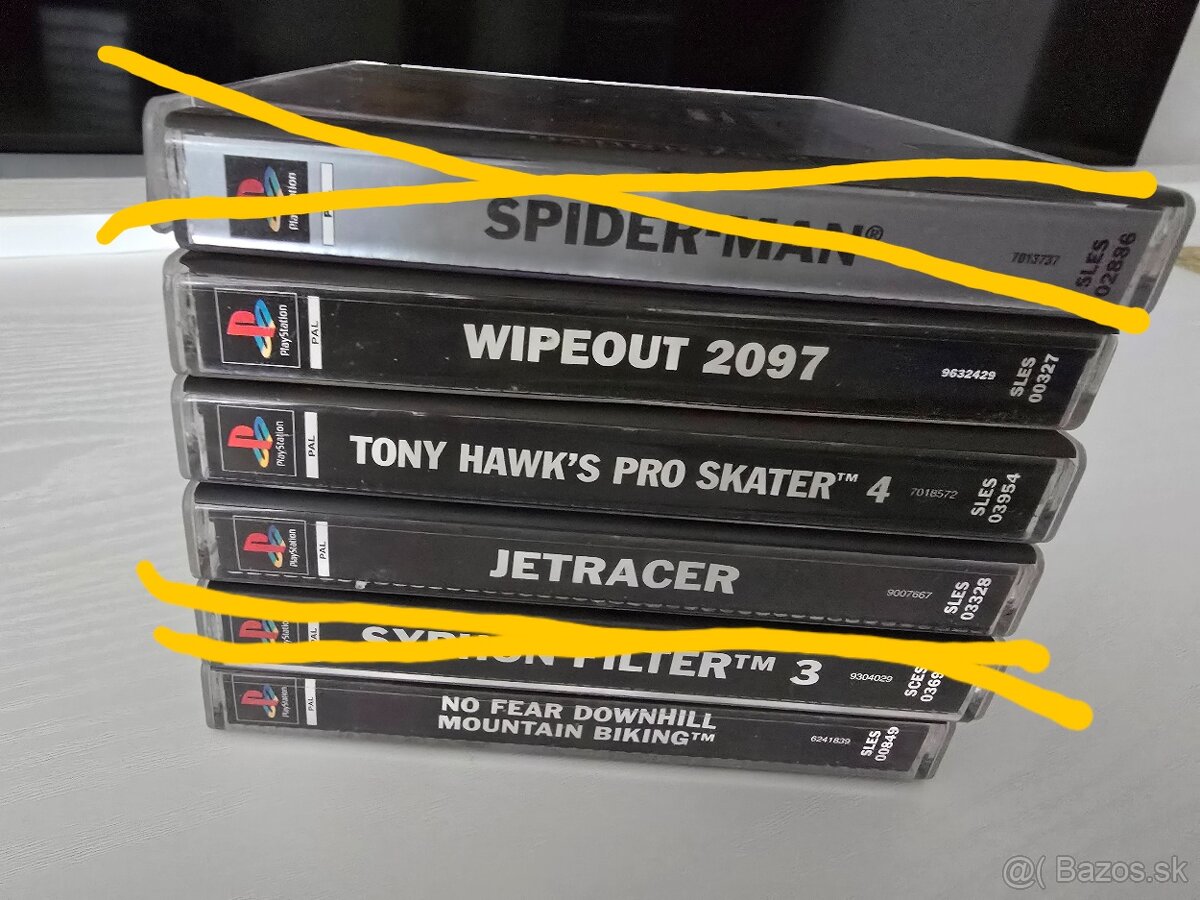 PlayStation
SPIDER-MAN®
7013737
SLES
02886
PlayStation
PAL
WIPEOUT 2097
9632429
SLES
00327
PlayStation
PAL
TONY HAWK'S PRO SKATER™ 4
7018572
SLES
03954
PlayStation
PAL
JETRACER
9007667
SLES
03328
PAL
FILTER™ 3
9304029
SCES
PlayStation
PAL
NO FEAR DOWNHILL
MOUNTAIN BIKING™
6241839
SLES
00849
@( Bazos.sk